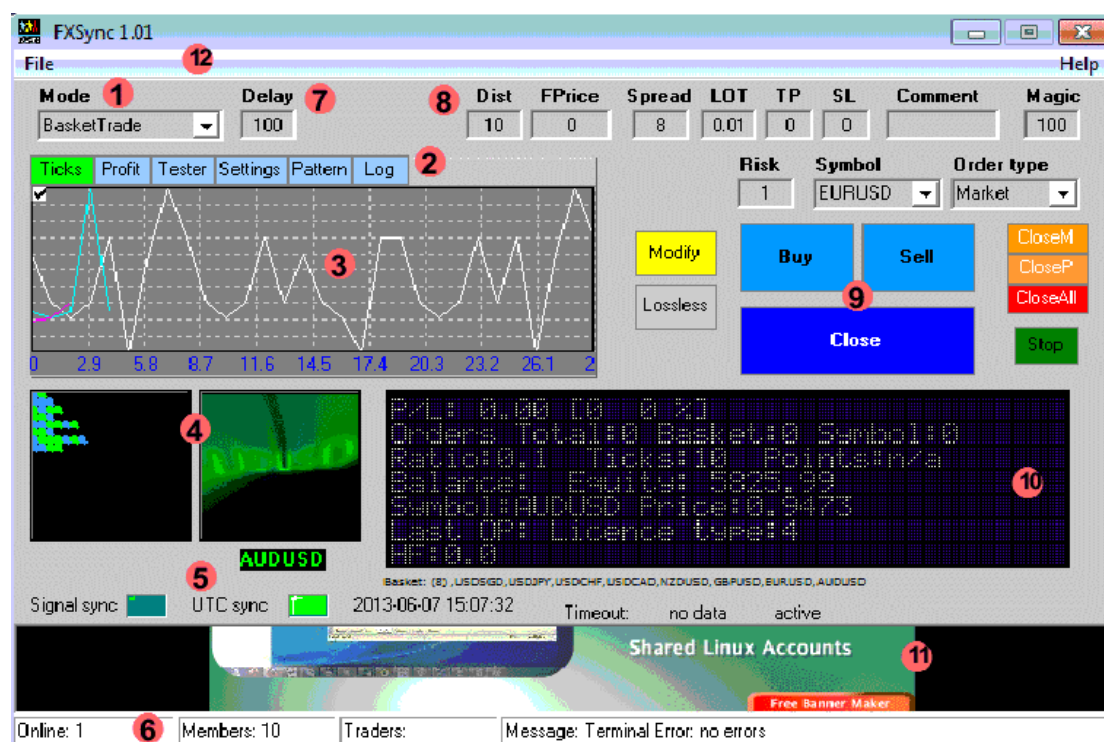 FXSync 1.01
File 12 Help
Mode 1 Delay 7 8 Dist FPrice Spread LOT TP SL Comment Magic
BasketTrade 100 10 0 8 0.01 0 0 100
Ticks Profit Tester Settings Pattern Log 2
Risk Symbol Order type
1 EURUSD Market
3
Modify Buy Sell CloseM
CloseP
Lossless 9 CloseAll
Close Stop
0 2.9 5.8 8.7 11.6 14.5 17.4 20.3 23.2 26.1 2
4
P/L: 0.00 [0 0 %]
Orders Total:0 Basket:0 Symbol:0
Ratio:0.1 Ticks:10 Points:n/a
Balance: Equity: 5825.99
Symbol:AUDUSD Price:0.9473
Last OP: Licence type:4
HF:0.0
10
AUDUSD
Basket: (8) ,USDSGD,USDJPY,USDCHF,USDCAD,NZDUSD,GBPUSD,EURUSD,AUDUSD
5
Signal sync UTC sync 2013-06-07 15:07:32 Timeout: no data active
Shared Linux Accounts 11
Free Banner Maker
Online: 1 6 Members: 10 Traders: Message: Terminal Error: no errors